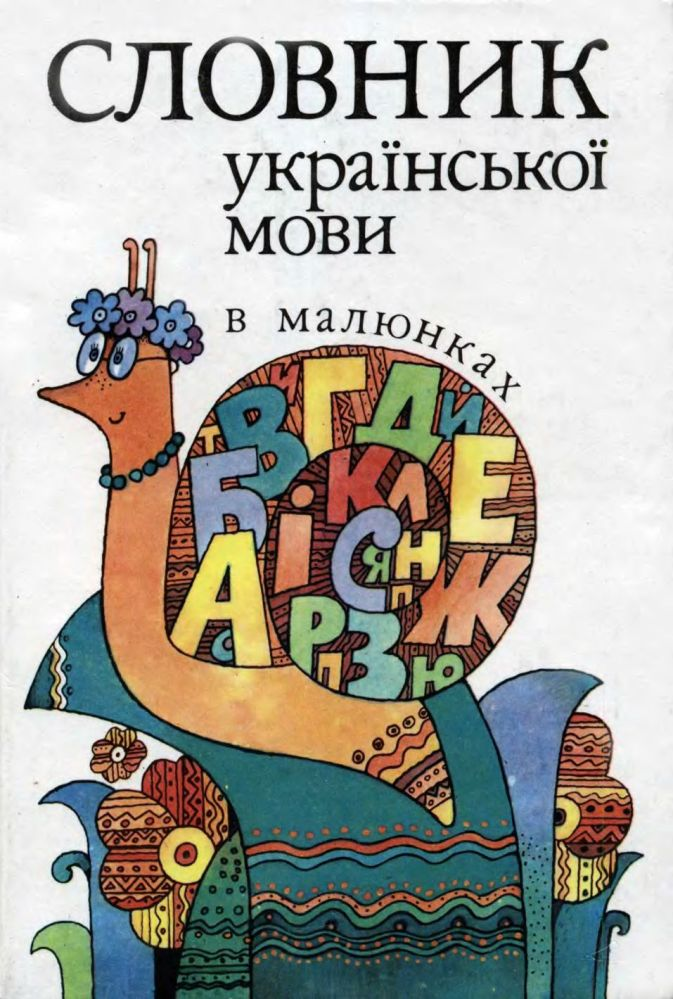 СЛОВНИК
української
мови
в малюнках
т В и Г Д Й
Б і К Л Е
А С Я Н Ж
с Р П З п Ю